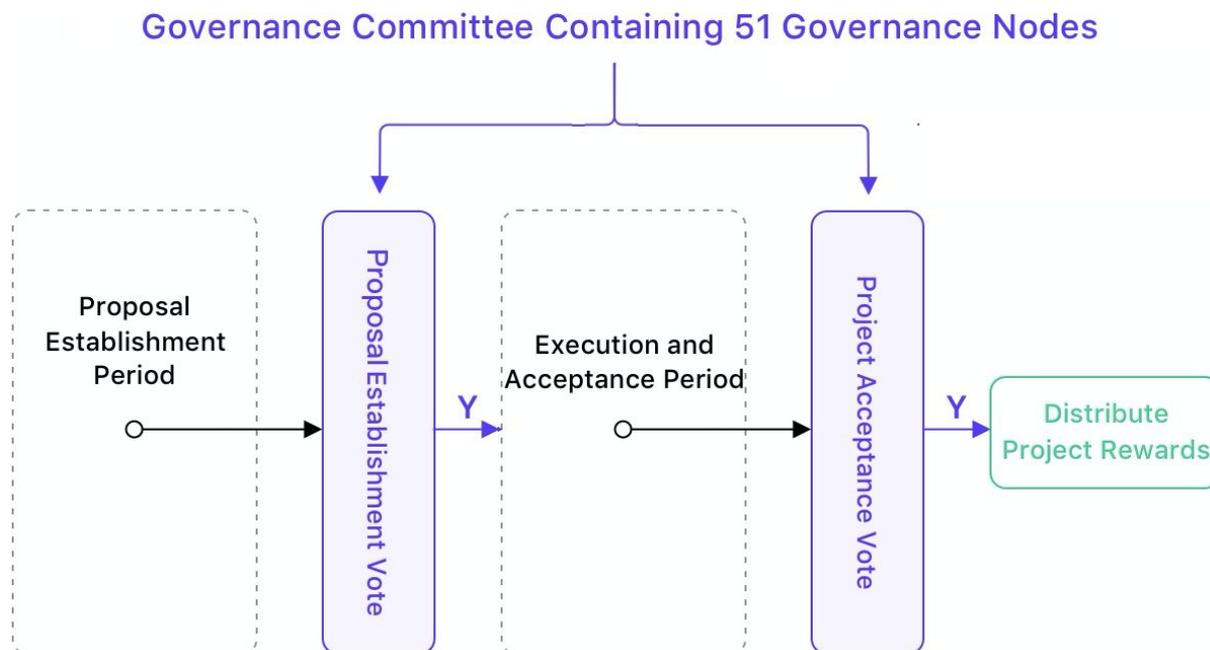 Governance Committee Containing 51 Governance Nodes
Proposal
Establishment
Period
Proposal Establishment Vote
Y
Execution and
Acceptance Period
Project Acceptance Vote
Y
Distribute
Project Rewards